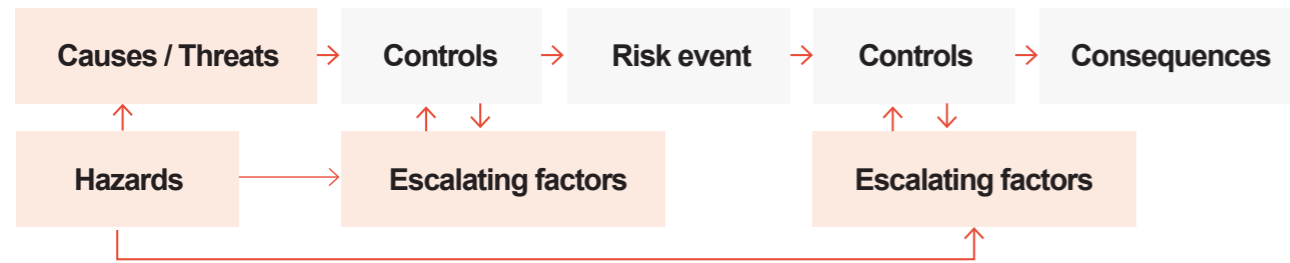 Causes / Threats
Controls
Risk event
Controls
Consequences
Hazards
Escalating factors
Escalating factors